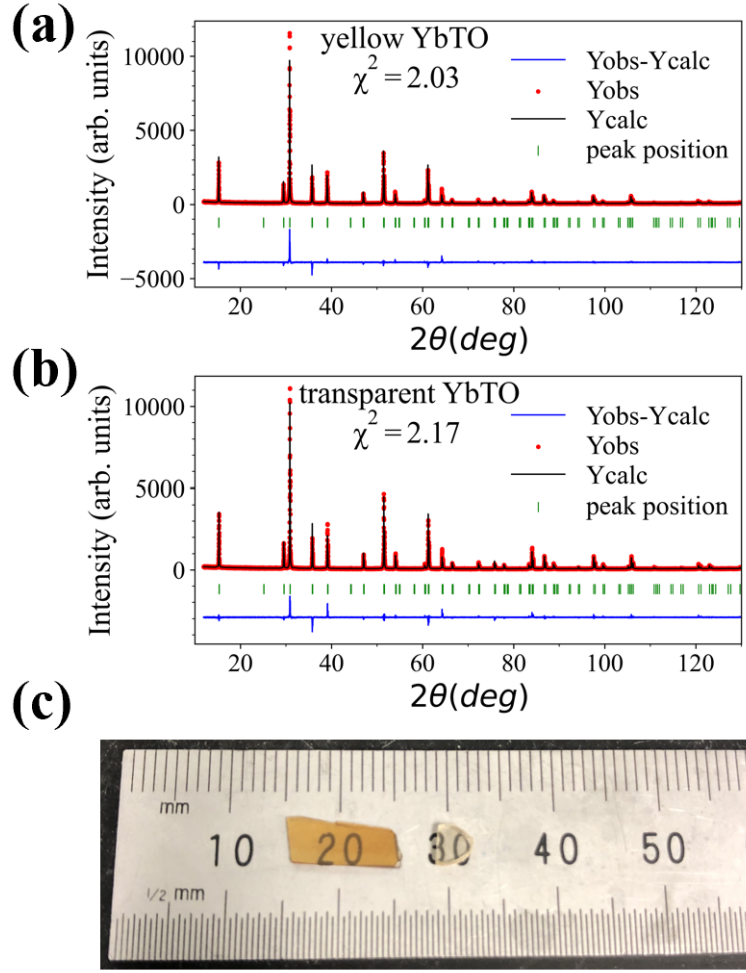 (a)
yellow YbTO
χ² = 2.03
Yobs-Ycalc
Yobs
Ycalc
peak position
Intensity (arb. units)
10000
5000
0
−5000
20 40 60 80 100 120
2θ(deg)
(b)
transparent YbTO
χ² = 2.17
Yobs-Ycalc
Yobs
Ycalc
peak position
Intensity (arb. units)
10000
5000
0
20 40 60 80 100 120
2θ(deg)
(c)
mm
10 20 30 40 50
1/2 mm